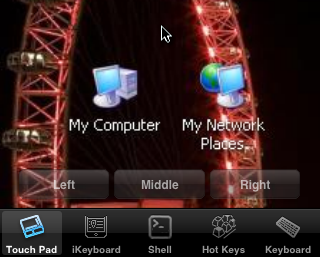 My Computer
My Network
Places
Left
Middle
Right
Touch Pad
iKeyboard
Shell
Hot Keys
Keyboard